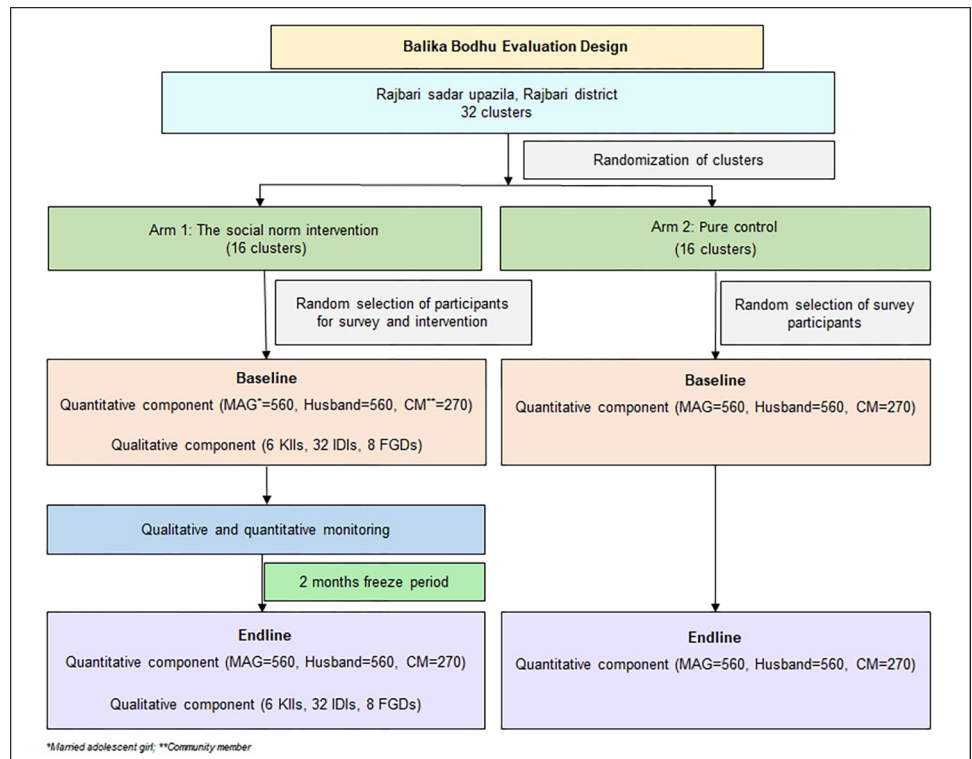 Balika Bodhu Evaluation Design
Rajbari sadar upazila, Rajbari district
32 clusters
Randomization of clusters
Arm 1: The social norm intervention
(16 clusters)
Arm 2: Pure control
(16 clusters)
Random selection of participants
for survey and intervention
Random selection of survey
participants
Baseline
Quantitative component (MAG*=560, Husband=560, CM**=270)
Qualitative component (6 KIIs, 32 IDIs, 8 FGDs)
Baseline
Quantitative component (MAG=560, Husband=560, CM=270)
Qualitative and quantitative monitoring
2 months freeze period
Endline
Quantitative component (MAG=560, Husband=560, CM=270)
Qualitative component (6 KIIs, 32 IDIs, 8 FGDs)
Endline
Quantitative component (MAG=560, Husband=560, CM=270)
*Married adolescent girl; **Community member